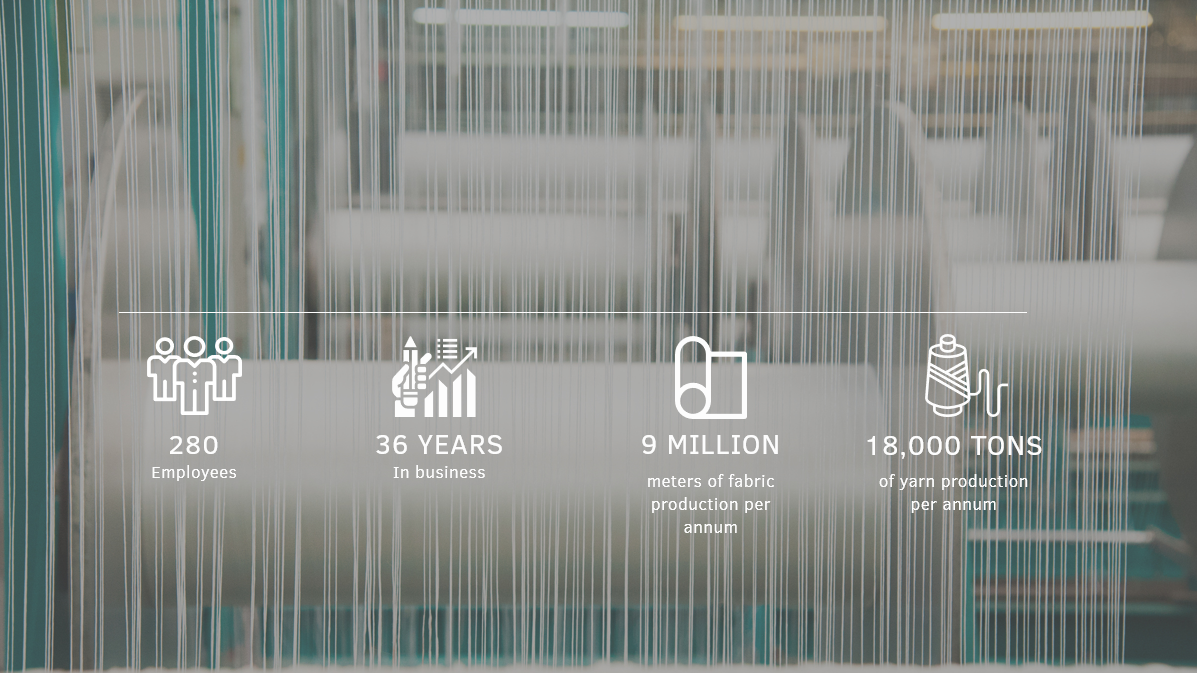 280
Employees
36 YEARS
In business
9 MILLION
meters of fabric
production per
annum
18,000 TONS
of yarn production
per annum